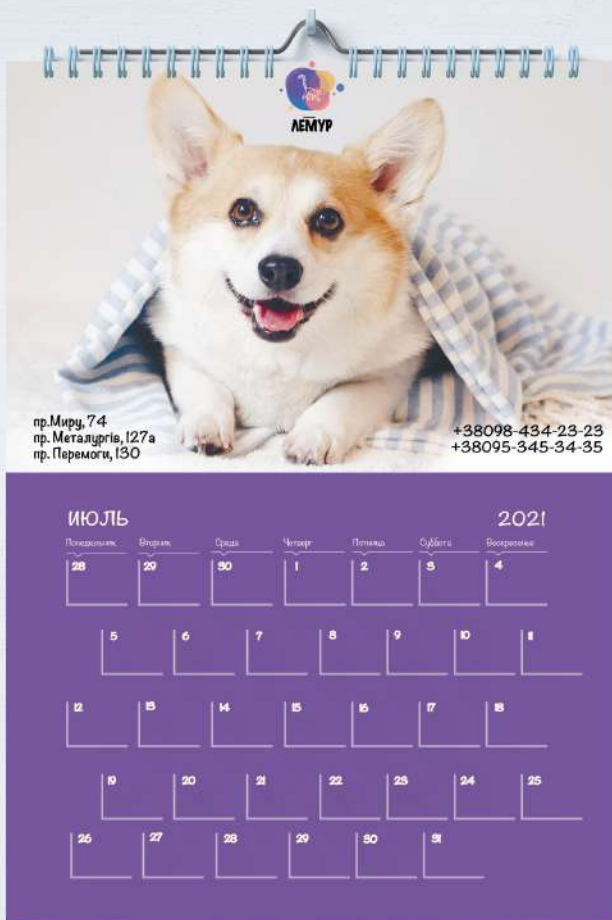 ЛЕМУР
пр.Миру, 74
пр. Металургів, 127а
пр. Перемоги, 130
+38098-434-23-23
+38095-345-34-35
ИЮЛЬ 2021
Понедельник Вторник Среда Четверг Пятница Суббота Воскресенье
28 29 30 1 2 3 4
5 6 7 8 9 10 11
12 13 14 15 16 17 18
19 20 21 22 23 24 25
26 27 28 29 30 31